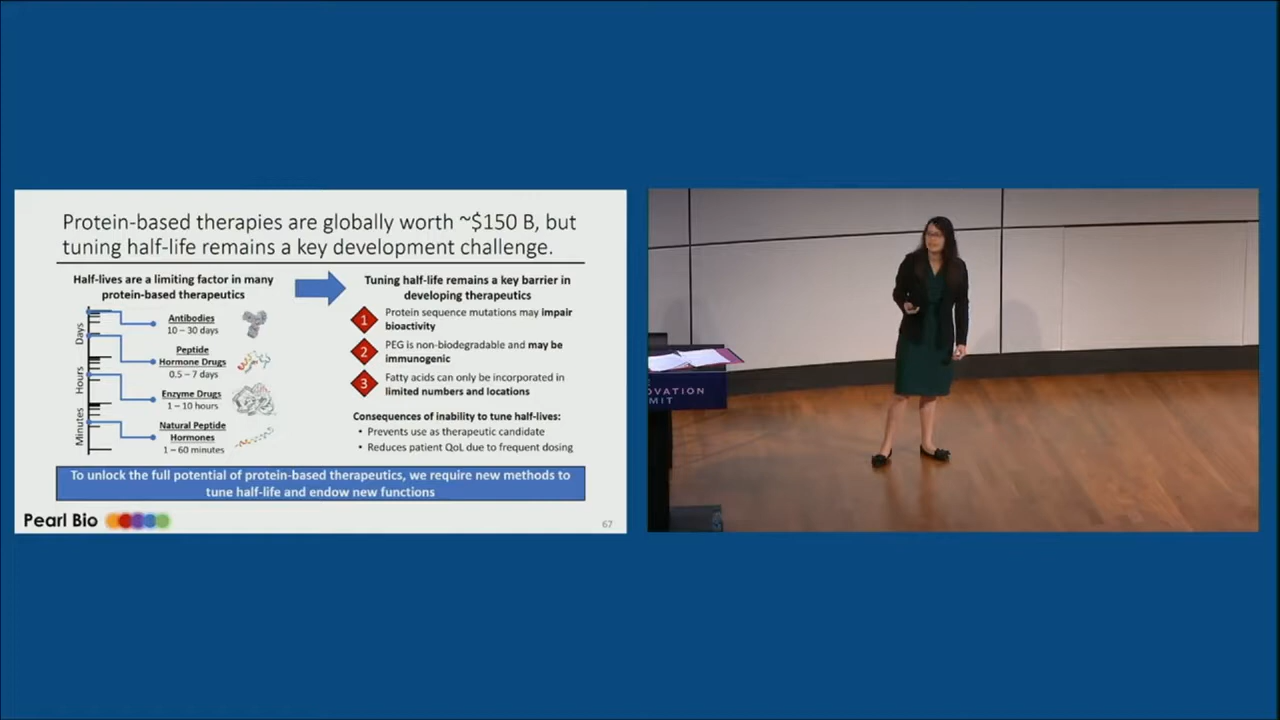 Protein-based therapies are globally worth ~$150 B, but
tuning half-life remains a key development challenge.
Half-lives are a limiting factor in many
protein-based therapeutics
Days
Hours
Minutes
Antibodies
10 – 30 days
Peptide
Hormone Drugs
0.5 – 7 days
Enzyme Drugs
1 – 10 hours
Natural Peptide
Hormones
1 – 60 minutes
Tuning half-life remains a key barrier in
developing therapeutics
1
Protein sequence mutations may impair
bioactivity
2
PEG is non-biodegradable and may be
immunogenic
3
Fatty acids can only be incorporated in
limited numbers and locations
Consequences of inability to tune half-lives:
• Prevents use as therapeutic candidate
• Reduces patient QoL due to frequent dosing
To unlock the full potential of protein-based therapeutics, we require new methods to
tune half-life and endow new functions
Pearl Bio
67
OVATION
MIT